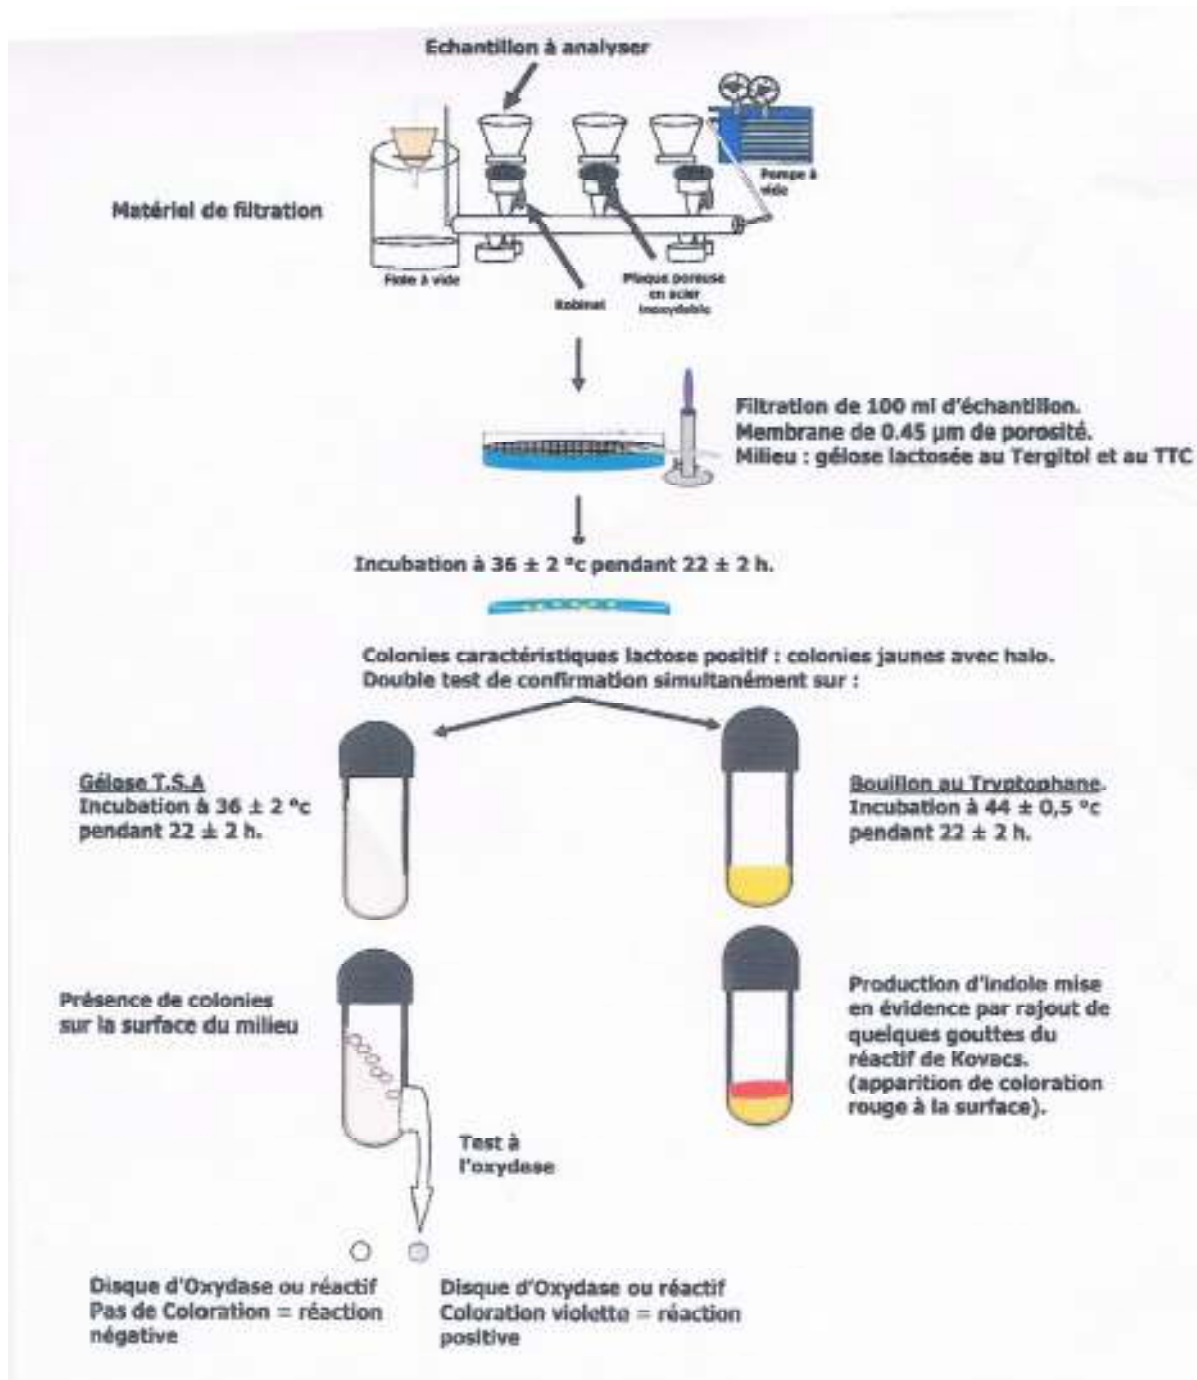 Echantillon à analyser
Pompe à
vide
Matériel de filtration
Fiole à vide
Robinet
Plaque poreuse
en acier
inoxydable
Filtration de 100 ml d'échantillon.
Membrane de 0.45 µm de porosité.
Milieu : gélose lactosée au Tergitol et au TTC
Incubation à 36 ± 2 °c pendant 22 ± 2 h.
Colonies caractéristiques lactose positif : colonies jaunes avec halo.
Double test de confirmation simultanément sur :
Gélose T.S.A
Incubation à 36 ± 2 °c
pendant 22 ± 2 h.
Bouillon au Tryptophane.
Incubation à 44 ± 0,5 °c
pendant 22 ± 2 h.
Présence de colonies
sur la surface du milieu
Production d'indole mise
en évidence par rajout de
quelques gouttes du
réactif de Kovacs.
(apparition de coloration
rouge à la surface).
Test à
l'oxydase
Disque d'Oxydase ou réactif
Pas de Coloration = réaction
négative
Disque d'Oxydase ou réactif
Coloration violette = réaction
positive